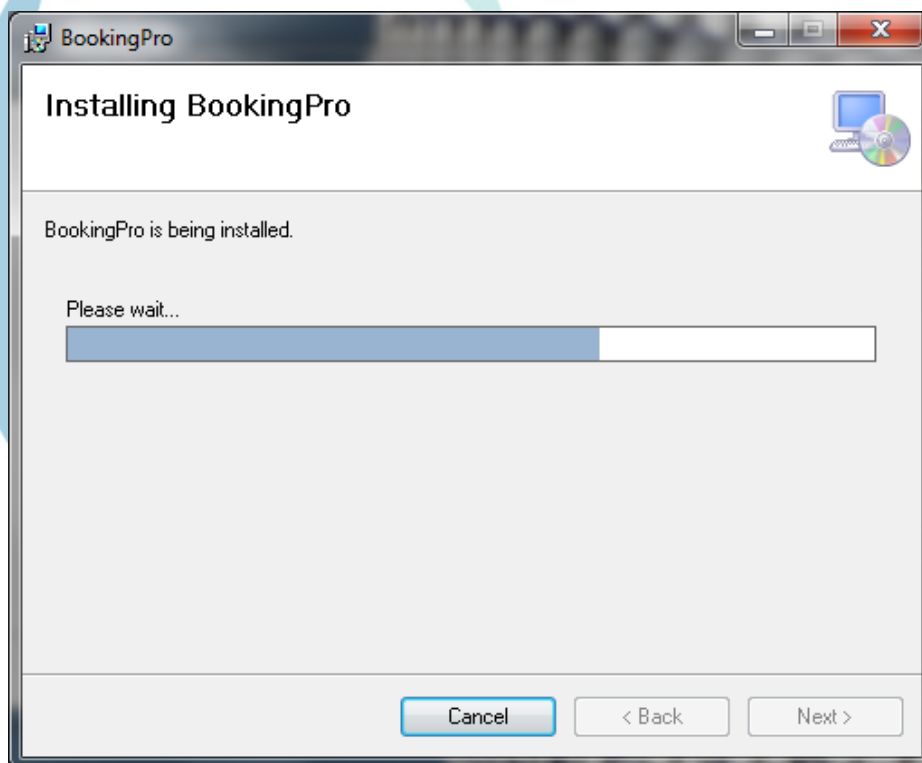 BookingPro
Installing BookingPro
BookingPro is being installed.
Please wait...
Cancel
< Back
Next >